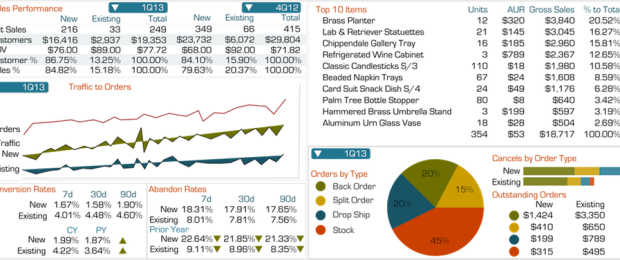 les Performance
1Q13 4Q12
New Existing Total New Existing Total
t Sales 216 33 249 349 66 415
stomers $16,416 $2,937 $19,353 $23,732 $6,072 $29,804
OV $76.00 $89.00 $77.72 $68.00 $92.00 $71.82
stomer % 86.75% 13.25% 100.00% 84.10% 15.90% 100.00%
les % 84.82% 15.18% 100.00% 79.63% 20.37% 100.00%
1Q13
Traffic to Orders
rders
raffic
New
Existing
nversion Rates
7d 30d 90d
New 1.67% 1.58% 1.90%
Existing 4.01% 4.48% 4.60%
CY PY
New 1.99% 1.87%
Existing 4.22% 3.64%
Abandon Rates
7d 30d 90d
New 18.31% 17.91% 17.65%
Existing 8.01% 7.81% 7.56%
Prior Year
New 22.64% 21.85% 21.33%
Existing 9.11% 8.96% 8.35%
Top 10 Items Units AUR Gross Sales % to Total
Brass Planter 12 $320 $3,840 20.52%
Lab & Retriever Statuettes 21 $145 $3,045 16.27%
Chippendale Gallery Tray 16 $185 $2,960 15.81%
Refrigerated Wine Cabinet 3 $789 $2,367 12.65%
Classic Candlesticks S/3 110 $18 $1,980 10.58%
Beaded Napkin Trays 67 $24 $1,608 8.59%
Card Suit Snack Dish S/4 24 $49 $1,176 6.28%
Palm Tree Bottle Stopper 80 $8 $640 3.42%
Hammered Brass Umbrella Stand 3 $199 $597 3.19%
Aluminum Urn Glass Vase 18 $28 $504 2.69%
354 $53 $18,717 100.00%
1Q13
Orders by Type
Back Order
Split Order
Drop Ship
Stock
20%
15%
20%
45%
Cancels by Order Type
New
Existing
Outstanding Orders
New Existing
$1,424 $3,350
$410 $650
$199 $789
$315 $495